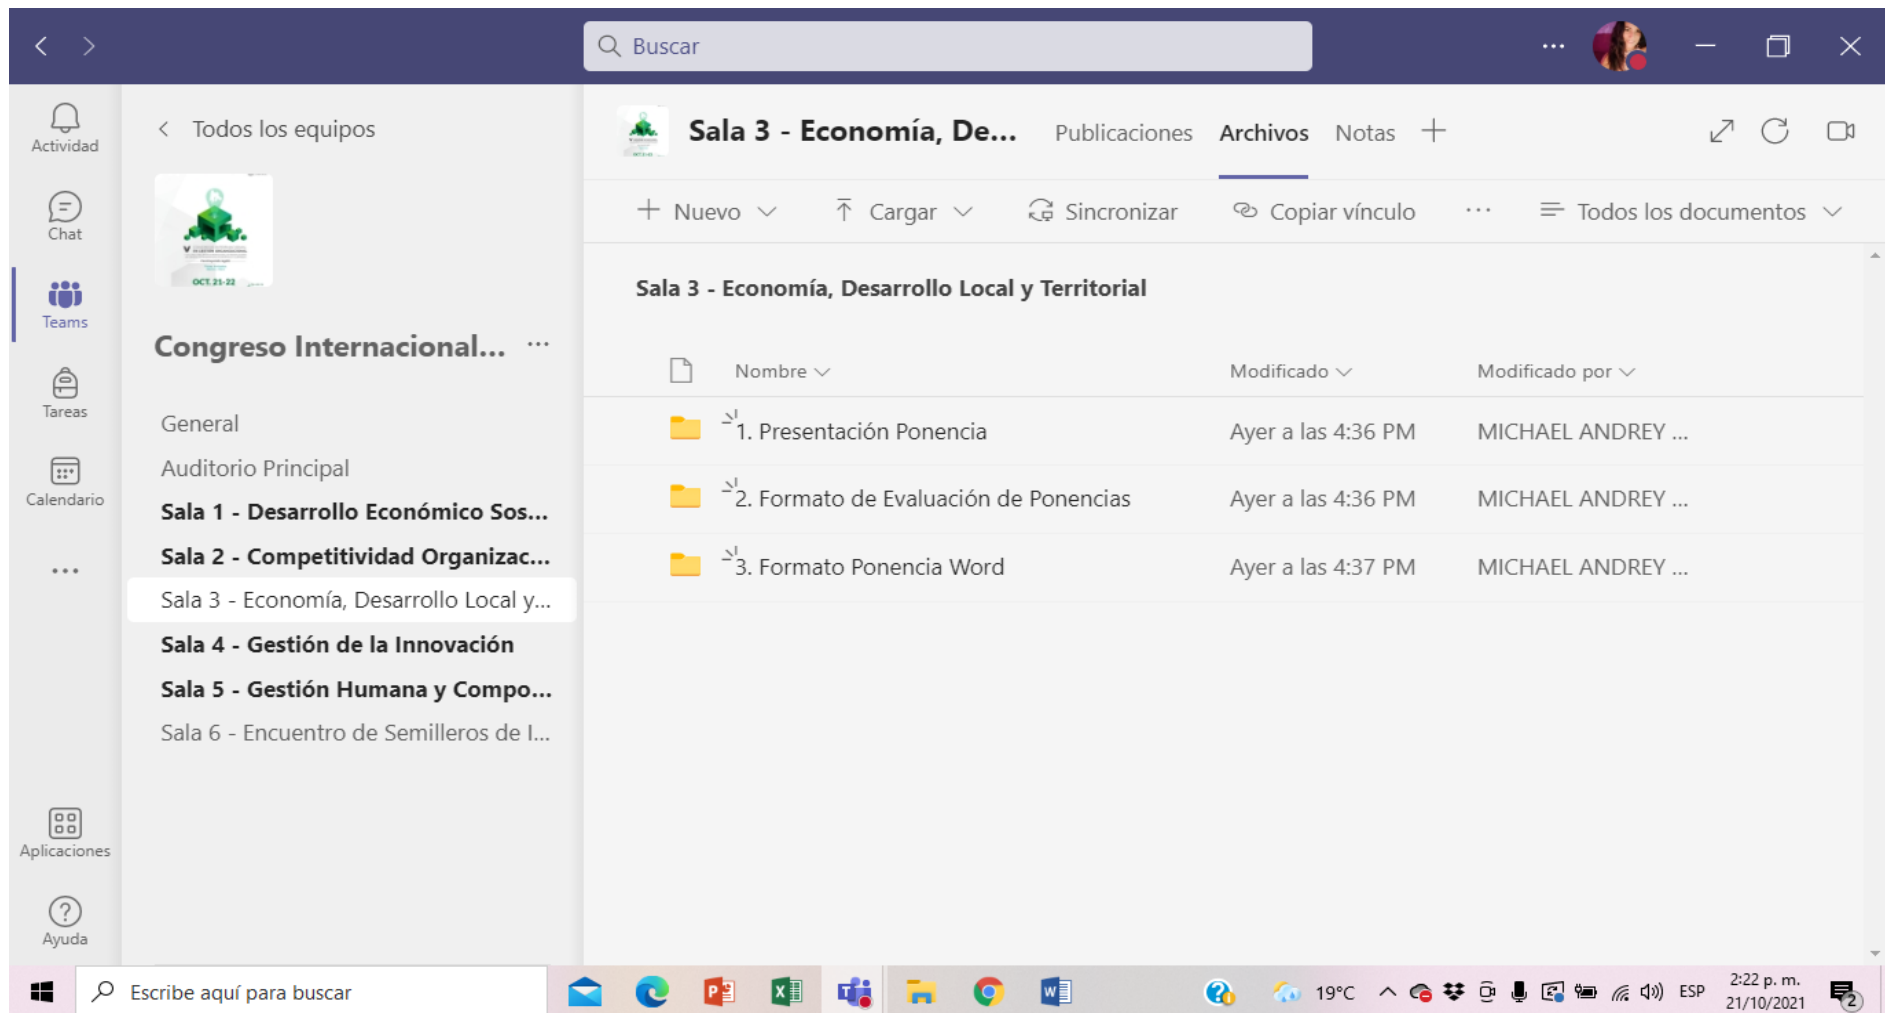 Buscar
Actividad
Chat
Teams
Tareas
Calendario
Aplicaciones
Ayuda
Todos los equipos
OCT. 21-22
Congreso Internacional...
General
Auditorio Principal
Sala 1 - Desarrollo Económico Sos...
Sala 2 - Competitividad Organizac...
Sala 3 - Economía, Desarrollo Local y...
Sala 4 - Gestión de la Innovación
Sala 5 - Gestión Humana y Compo...
Sala 6 - Encuentro de Semilleros de I...
Sala 3 - Economía, De... Publicaciones Archivos Notas
Nuevo Cargar Sincronizar Copiar vínculo ... Todos los documentos
Sala 3 - Economía, Desarrollo Local y Territorial
Nombre Modificado Modificado por
1. Presentación Ponencia Ayer a las 4:36 PM MICHAEL ANDREY ...
2. Formato de Evaluación de Ponencias Ayer a las 4:36 PM MICHAEL ANDREY ...
3. Formato Ponencia Word Ayer a las 4:37 PM MICHAEL ANDREY ...
Escribe aquí para buscar
19°C
ESP
2:22 p. m.
21/10/2021
2